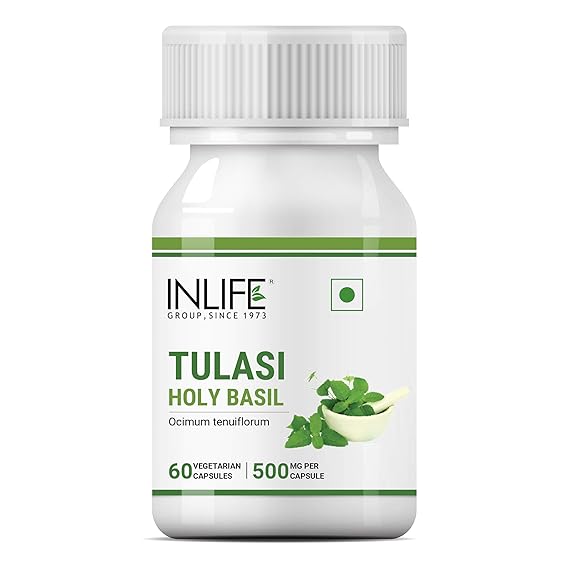 INLIFE®
GROUP, SINCE 1973
TULASI
HOLY BASIL
Ocimum tenuiflorum
60 VEGETARIAN CAPSULES | 500 MG PER CAPSULE